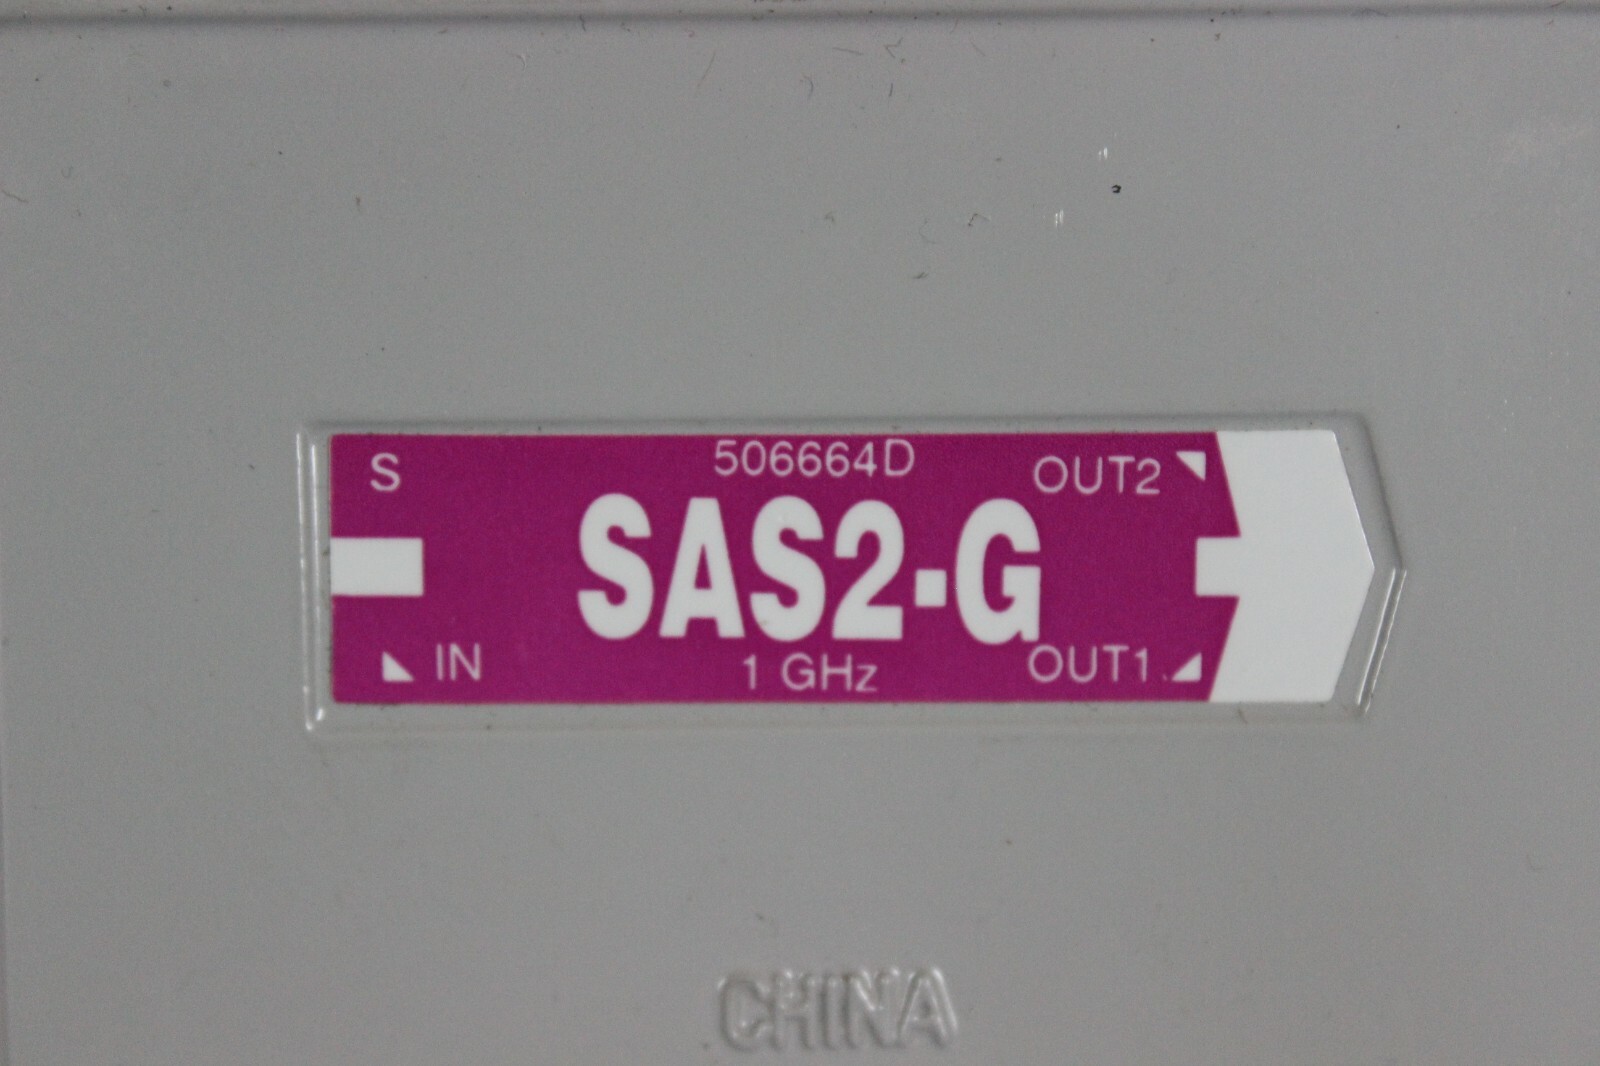 506664D
S
OUT2
SAS2-G
IN
1 GHz
OUT1
CHINA